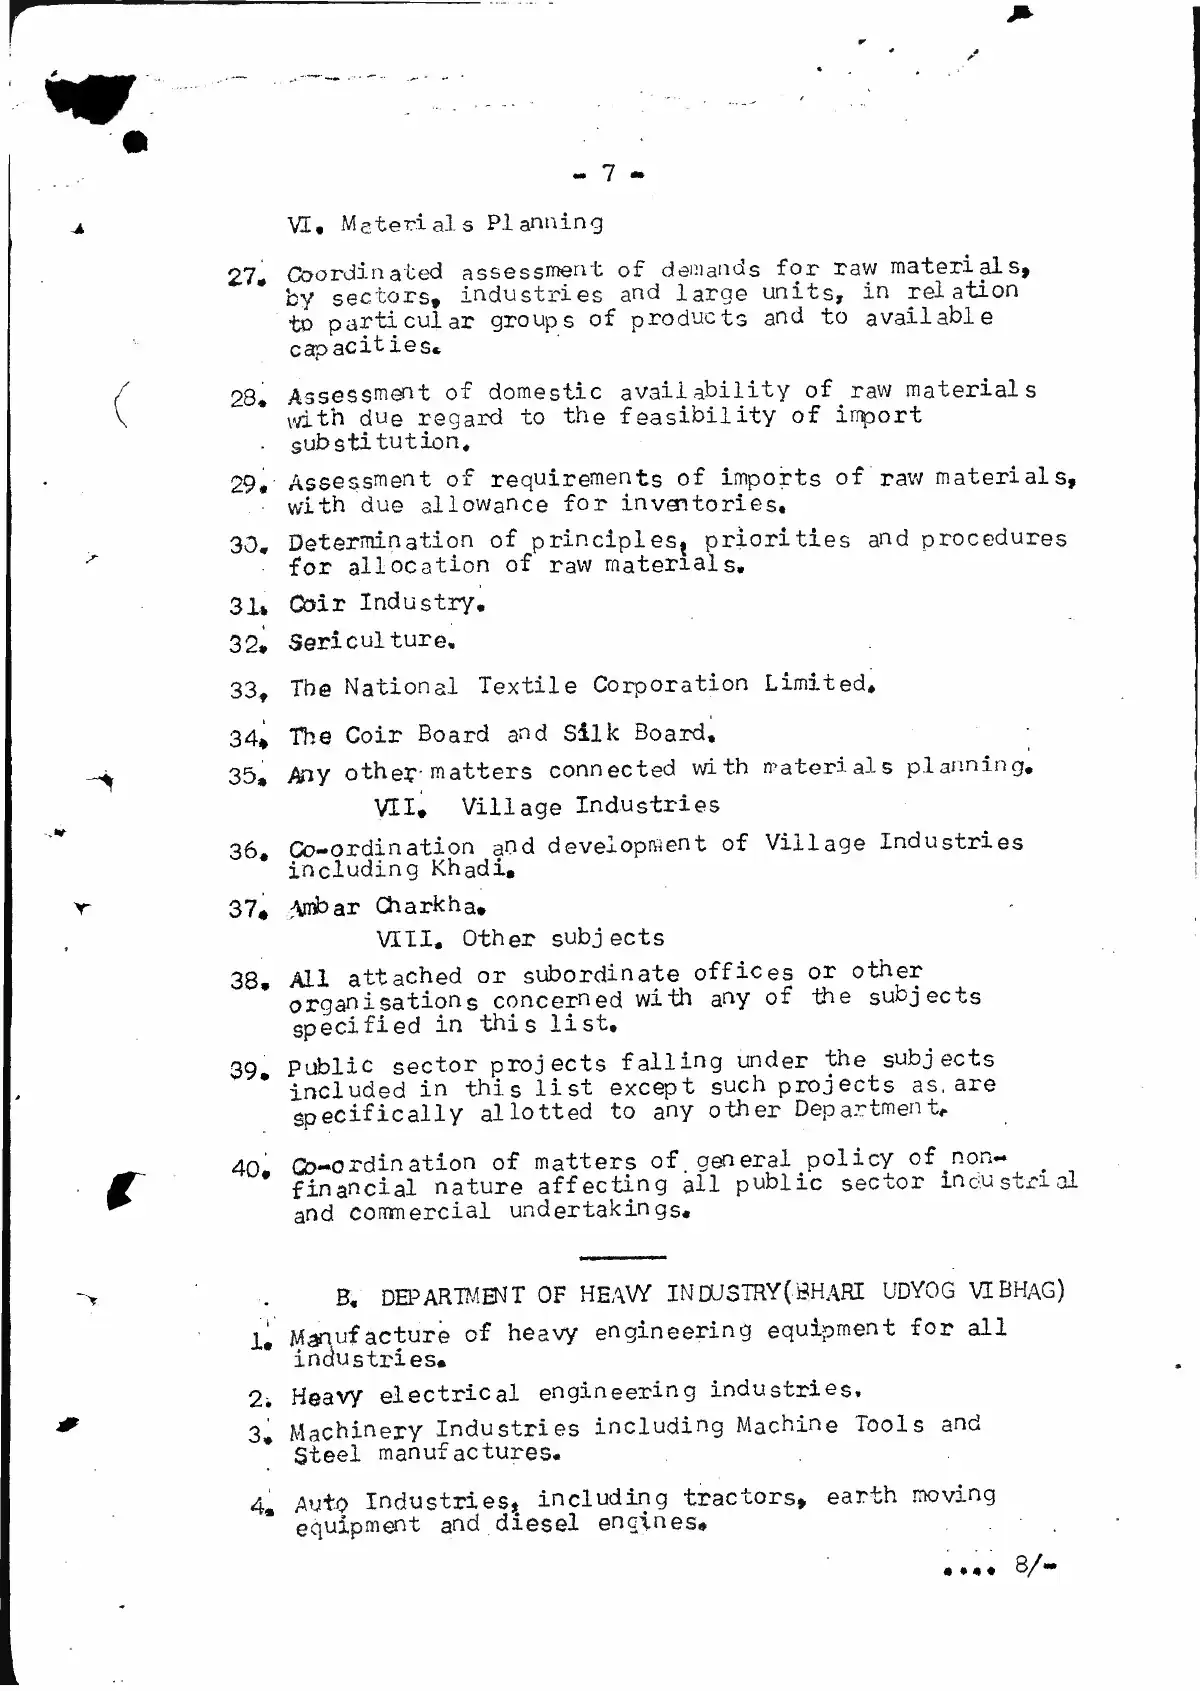 - 7 -
VI. Materials Planning
27. Coordinated assessment of demands for raw materials,
by sectors, industries and large units, in relation
to particular groups of products and to available
capacities.
28. Assessment of domestic availability of raw materials
with due regard to the feasibility of import
substitution.
29. Assessment of requirements of imports of raw materials,
with due allowance for inventories.
30. Determination of principles, priorities and procedures
for allocation of raw materials.
31. Coir Industry.
32. Sericulture.
33. The National Textile Corporation Limited.
34. The Coir Board and Silk Board.
35. Any other matters connected with materials planning.
VII. Village Industries
36. Co-ordination and development of Village Industries
including Khadi.
37. Ambar Charkha.
VIII. Other subjects
38. All attached or subordinate offices or other
organisations concerned with any of the subjects
specified in this list.
39. Public sector projects falling under the subjects
included in this list except such projects as are
specifically allotted to any other Department.
40. Co-ordination of matters of general policy of non-
financial nature affecting all public sector industrial
and commercial undertakings.
B. DEPARTMENT OF HEAVY INDUSTRY(BHARI UDYOG VIBHAG)
1. Manufacture of heavy engineering equipment for all
industries.
2. Heavy electrical engineering industries.
3. Machinery Industries including Machine Tools and
Steel manufactures.
4. Auto Industries, including tractors, earth moving
equipment and diesel engines.
.... 8/-